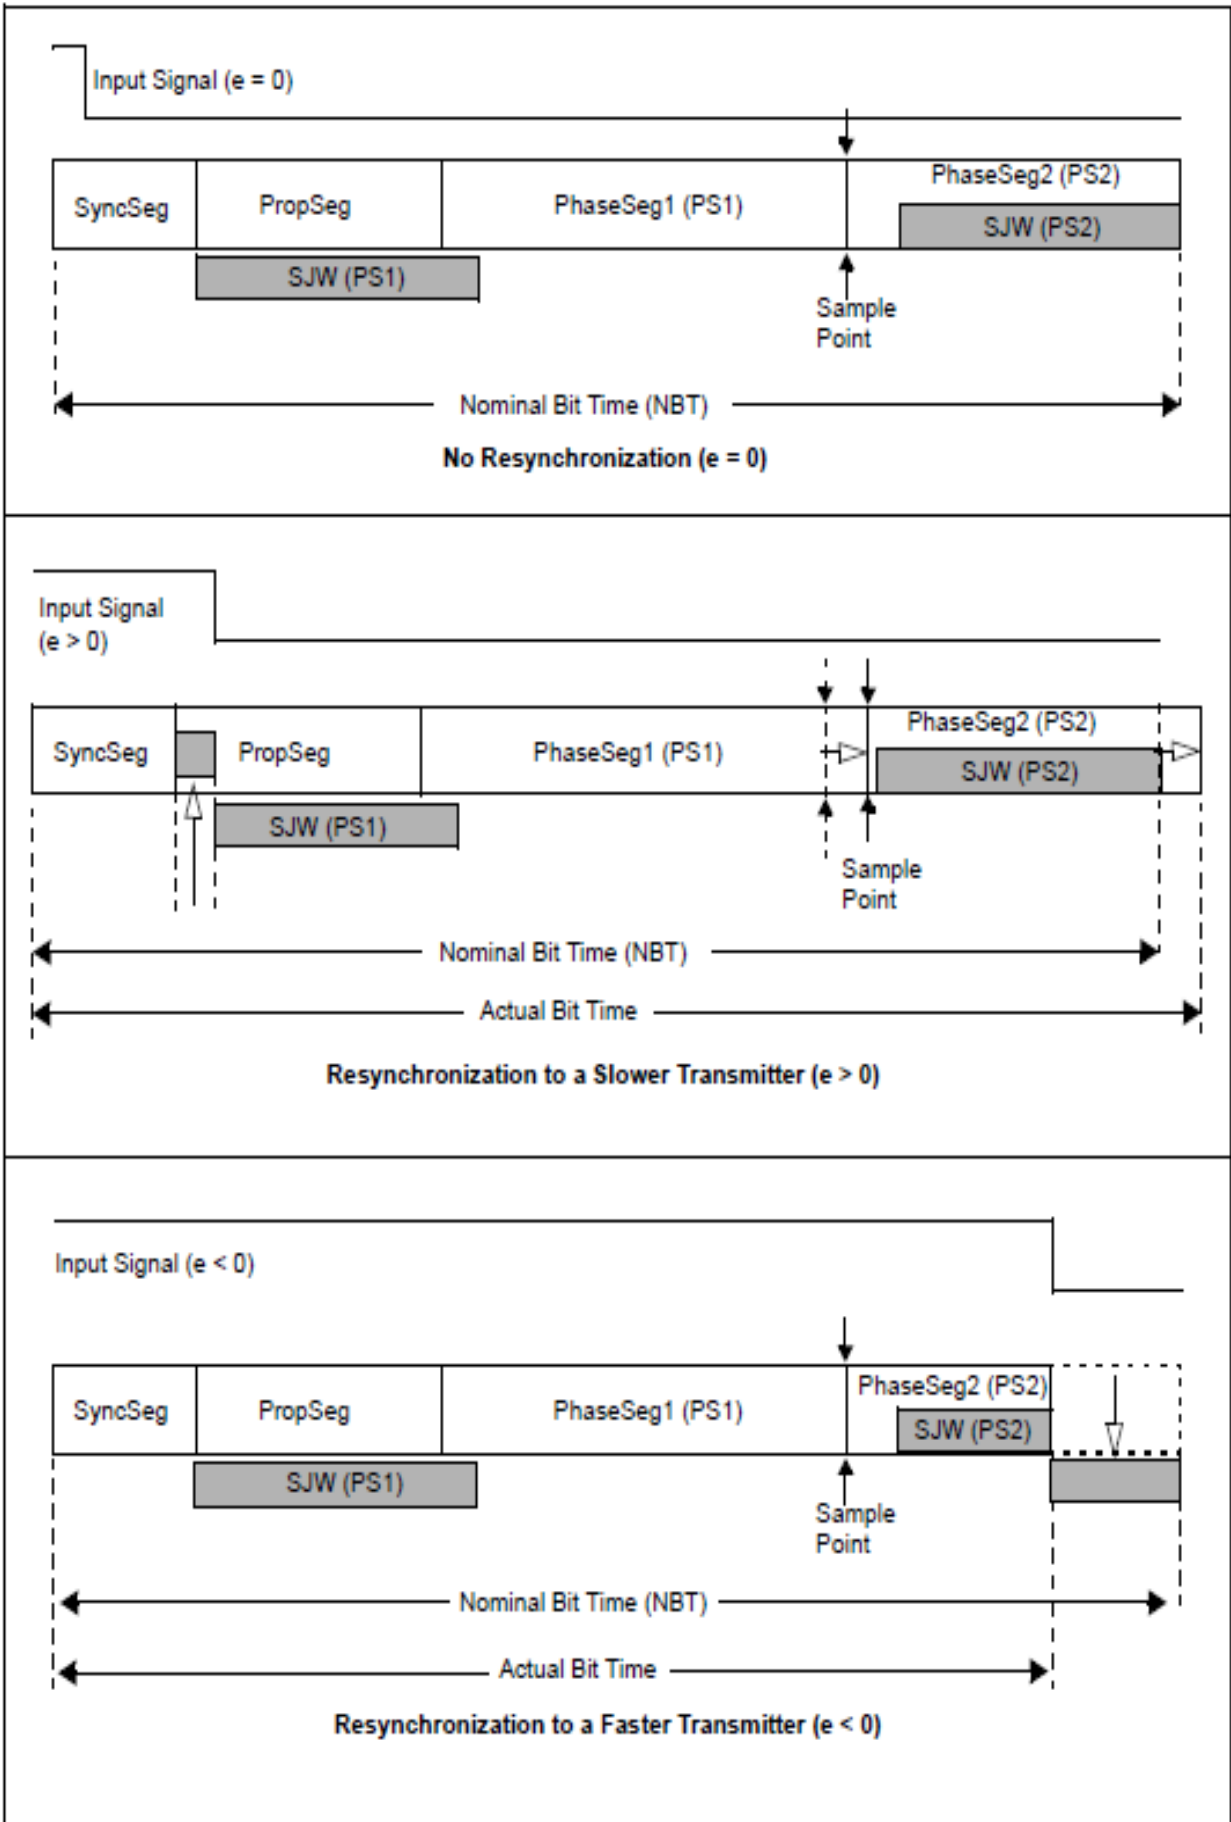 Input Signal (e = 0)
SyncSeg
PropSeg
PhaseSeg1 (PS1)
PhaseSeg2 (PS2)
SJW (PS2)
SJW (PS1)
Sample
Point
Nominal Bit Time (NBT)
No Resynchronization (e = 0)
Input Signal
(e > 0)
SyncSeg
PropSeg
PhaseSeg1 (PS1)
PhaseSeg2 (PS2)
SJW (PS2)
SJW (PS1)
Sample
Point
Nominal Bit Time (NBT)
Actual Bit Time
Resynchronization to a Slower Transmitter (e > 0)
Input Signal (e < 0)
SyncSeg
PropSeg
PhaseSeg1 (PS1)
PhaseSeg2 (PS2)
SJW (PS2)
SJW (PS1)
Sample
Point
Nominal Bit Time (NBT)
Actual Bit Time
Resynchronization to a Faster Transmitter (e < 0)